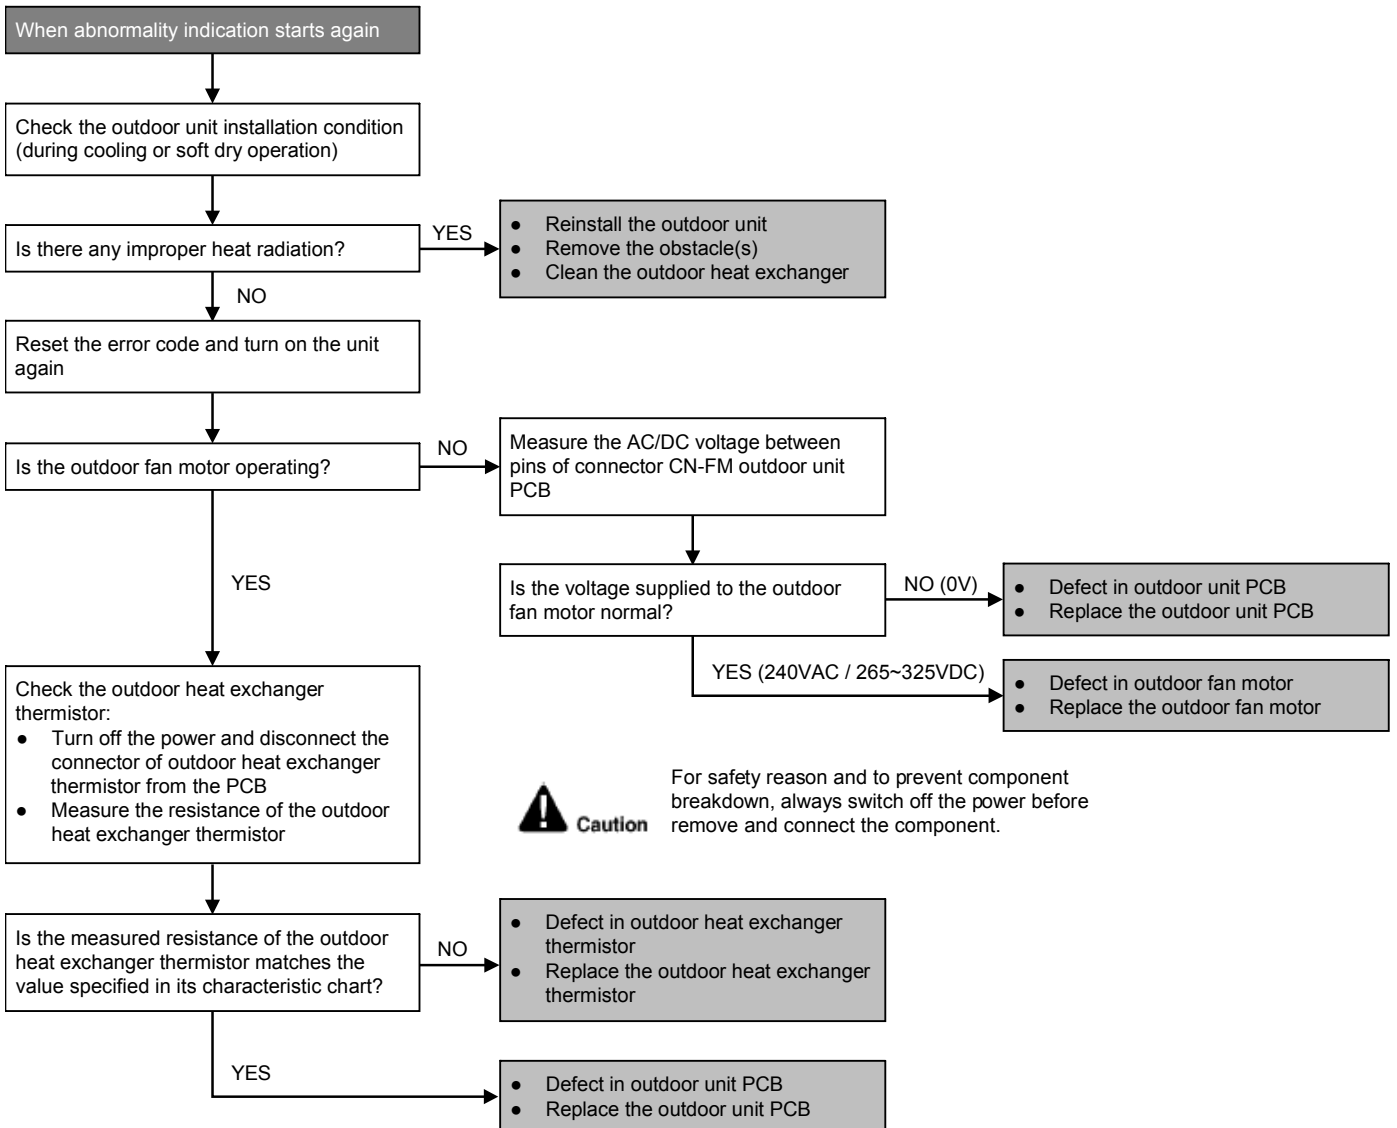 When abnormality indication starts again
Check the outdoor unit installation condition
(during cooling or soft dry operation)
Is there any improper heat radiation?
YES
● Reinstall the outdoor unit
● Remove the obstacle(s)
● Clean the outdoor heat exchanger
NO
Reset the error code and turn on the unit
again
Is the outdoor fan motor operating?
NO
Measure the AC/DC voltage between
pins of connector CN-FM outdoor unit
PCB
YES
Is the voltage supplied to the outdoor
fan motor normal?
NO (0V)
● Defect in outdoor unit PCB
● Replace the outdoor unit PCB
YES (240VAC / 265~325VDC)
● Defect in outdoor fan motor
● Replace the outdoor fan motor
Check the outdoor heat exchanger
thermistor:
● Turn off the power and disconnect the
connector of outdoor heat exchanger
thermistor from the PCB
● Measure the resistance of the outdoor
heat exchanger thermistor
Caution
For safety reason and to prevent component
breakdown, always switch off the power before
remove and connect the component.
Is the measured resistance of the outdoor
heat exchanger thermistor matches the
value specified in its characteristic chart?
NO
● Defect in outdoor heat exchanger
thermistor
● Replace the outdoor heat exchanger
thermistor
YES
● Defect in outdoor unit PCB
● Replace the outdoor unit PCB